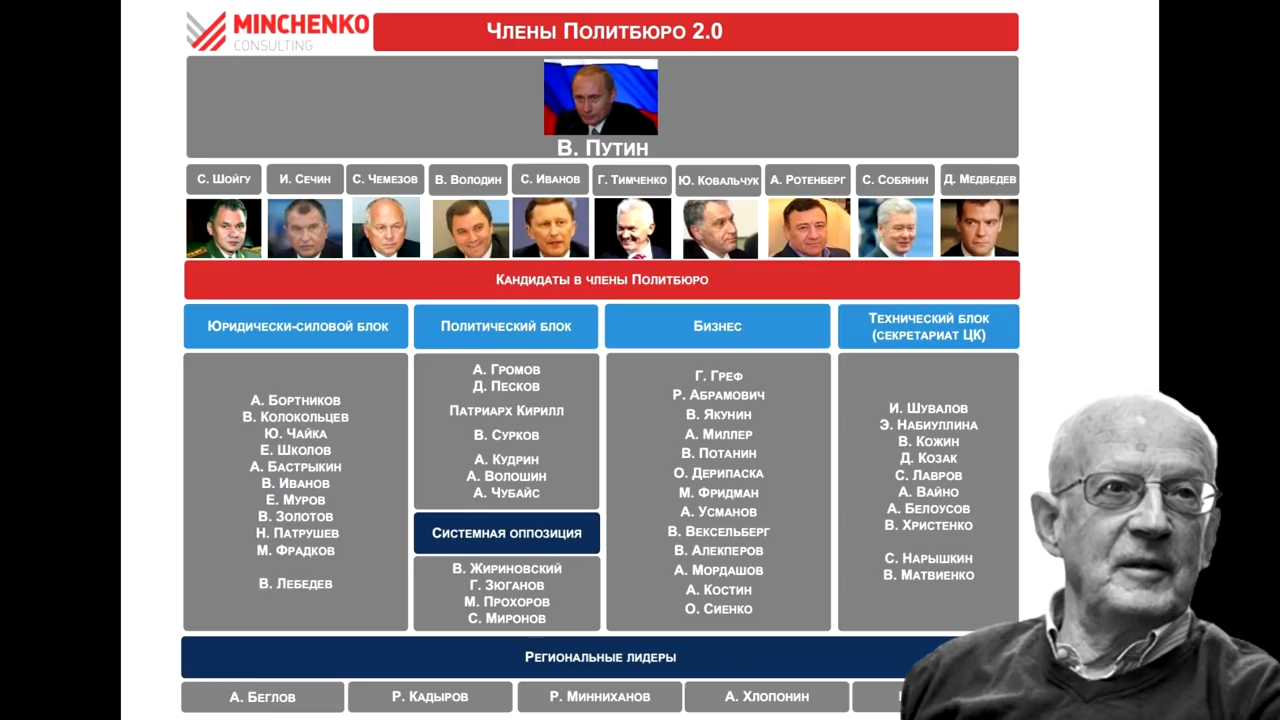 MINCHENKO
CONSULTING
Члены Политбюро 2.0
В. Путин
С. Шойгу
И. Сечин
С. Чемезов
В. Володин
С. Иванов
Г. Тимченко
Ю. Ковальчук
А. Ротенберг
С. Собянин
Д. Медведев
Кандидаты в члены Политбюро
Юридически-силовой блок
Политический блок
Бизнес
Технический блок
(секретариат ЦК)
А. Бортников
В. Колокольцев
Ю. Чайка
Е. Школов
А. Бастрыкин
В. Иванов
Е. Муров
В. Золотов
Н. Патрушев
М. Фрадков
В. Лебедев
А. Громов
Д. Песков
Патриарх Кирилл
В. Сурков
А. Кудрин
А. Волошин
А. Чубайс
Системная оппозиция
В. Жириновский
Г. Зюганов
М. Прохоров
С. Миронов
Г. Греф
Р. Абрамович
В. Якунин
А. Миллер
В. Потанин
О. Дерипаска
М. Фридман
А. Усманов
В. Вексельберг
В. Алекперов
А. Мордашов
А. Костин
О. Сиенко
И. Шувалов
Э. Набиуллина
В. Кожин
Д. Козак
С. Лавров
А. Вайно
А. Белоусов
В. Христенко
С. Нарышкин
В. Матвиенко
Региональные лидеры
А. Беглов
Р. Кадыров
Р. Минниханов
А. Хлопонин